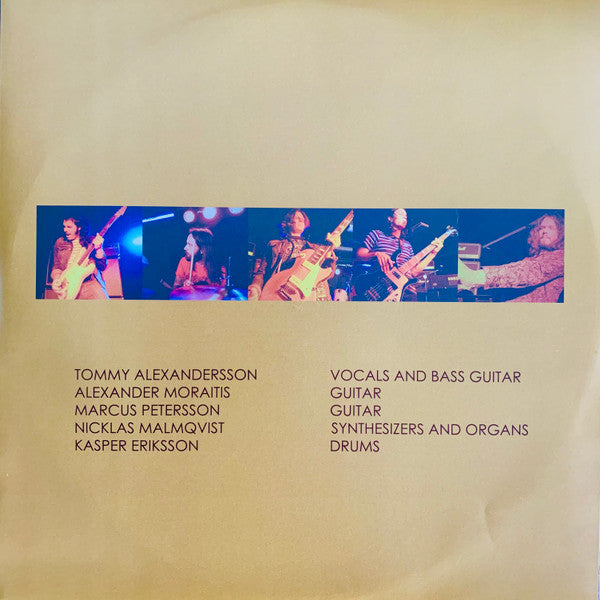 TOMMY ALEXANDERSSON VOCALS AND BASS GUITAR
ALEXANDER MORAITIS GUITAR
MARCUS PETERSSON GUITAR
NICKLAS MALMQVIST SYNTHESIZERS AND ORGANS
KASPER ERIKSSON DRUMS